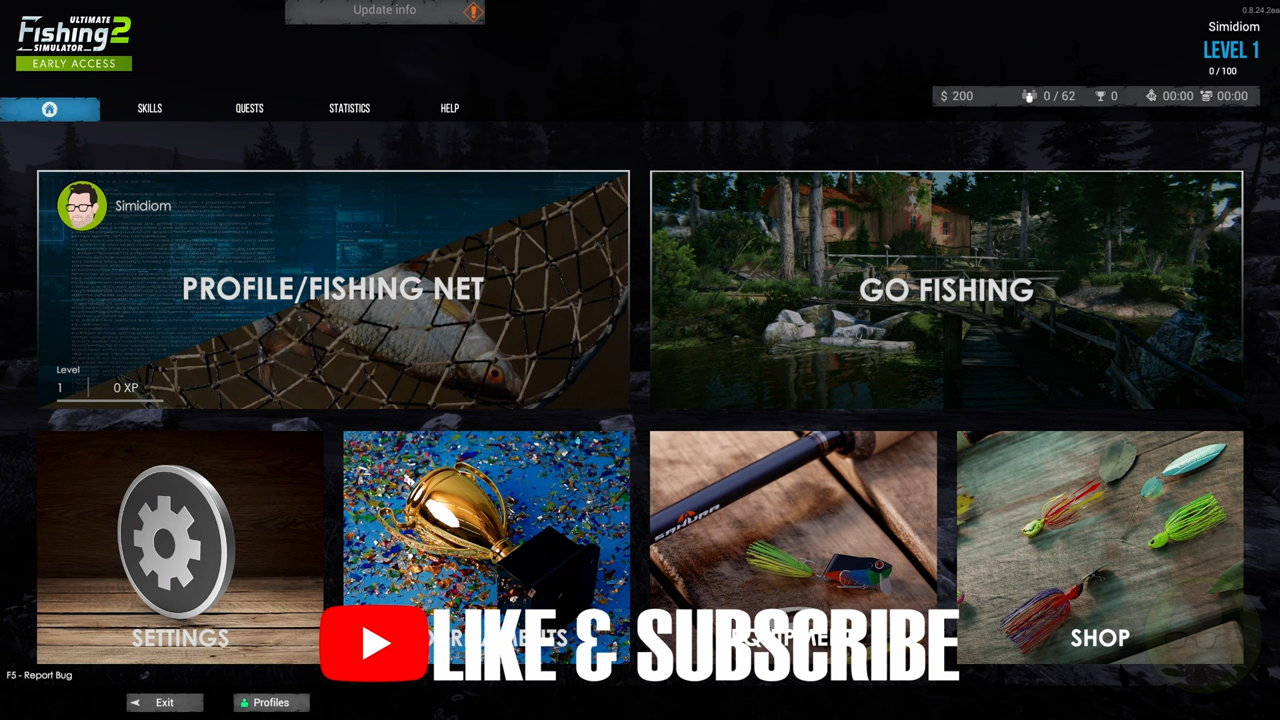 Update info
0.8.24.2ea
ULTIMATE
Fishing 2
SIMULATOR
EARLY ACCESS
Simidiom
LEVEL 1
0 / 100
SKILLS
QUESTS
STATISTICS
HELP
$ 200
0 / 62
0
00:00
00:00
Simidiom
PROFILE/FISHING NET
GO FISHING
Level
1
0 XP
SAKURA
SETTINGS
LIKE & SUBSCRIBE
SHOP
F5 - Report Bug
Exit
Profiles